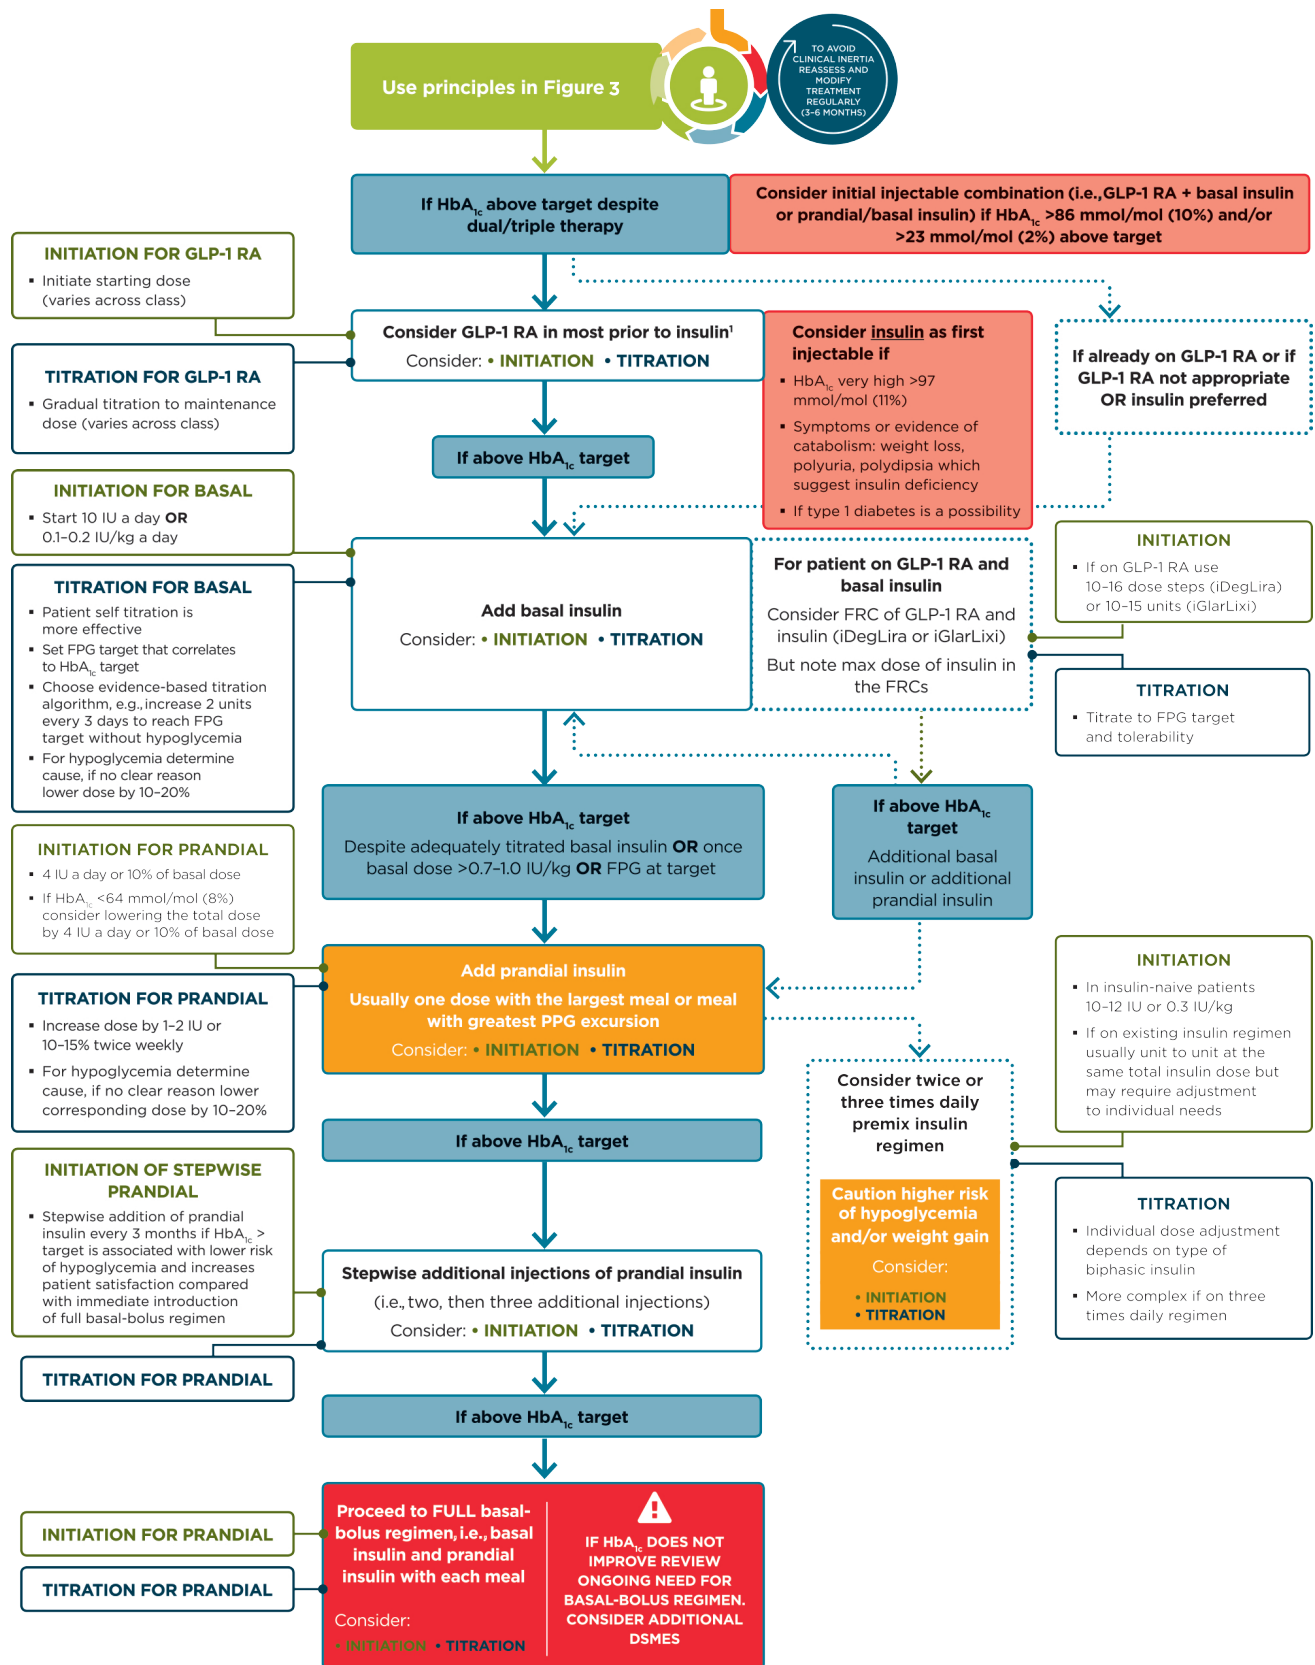 Use principles in Figure 3
TO AVOID
CLINICAL INERTIA
REASSESS AND
MODIFY
TREATMENT
REGULARLY
(3–6 MONTHS)
If HbA1c above target despite
dual/triple therapy
Consider initial injectable combination (i.e., GLP-1 RA + basal insulin
or prandial/basal insulin) if HbA1c >86 mmol/mol (10%) and/or
>23 mmol/mol (2%) above target
INITIATION FOR GLP-1 RA
▪ Initiate starting dose
(varies across class)
TITRATION FOR GLP-1 RA
▪ Gradual titration to maintenance
dose (varies across class)
Consider GLP-1 RA in most prior to insulin¹
Consider: • INITIATION • TITRATION
Consider insulin as first
injectable if
▪ HbA1c very high >97
mmol/mol (11%)
▪ Symptoms or evidence of
catabolism: weight loss,
polyuria, polydipsia which
suggest insulin deficiency
▪ If type 1 diabetes is a possibility
If already on GLP-1 RA or if
GLP-1 RA not appropriate
OR insulin preferred
If above HbA1c target
INITIATION FOR BASAL
▪ Start 10 IU a day OR
0.1–0.2 IU/kg a day
TITRATION FOR BASAL
▪ Patient self titration is
more effective
▪ Set FPG target that correlates
to HbA1c target
▪ Choose evidence-based titration
algorithm, e.g., increase 2 units
every 3 days to reach FPG
target without hypoglycemia
▪ For hypoglycemia determine
cause, if no clear reason
lower dose by 10–20%
Add basal insulin
Consider: • INITIATION • TITRATION
For patient on GLP-1 RA and
basal insulin
Consider FRC of GLP-1 RA and
insulin (iDegLira or iGlarLixi)
But note max dose of insulin in
the FRCs
INITIATION
▪ If on GLP-1 RA use
10–16 dose steps (iDegLira)
or 10–15 units (iGlarLixi)
TITRATION
▪ Titrate to FPG target
and tolerability
If above HbA1c target
Despite adequately titrated basal insulin OR once
basal dose >0.7–1.0 IU/kg OR FPG at target
If above HbA1c
target
Additional basal
insulin or additional
prandial insulin
INITIATION FOR PRANDIAL
▪ 4 IU a day or 10% of basal dose
▪ If HbA1c <64 mmol/mol (8%)
consider lowering the total dose
by 4 IU a day or 10% of basal dose
TITRATION FOR PRANDIAL
▪ Increase dose by 1–2 IU or
10–15% twice weekly
▪ For hypoglycemia determine
cause, if no clear reason lower
corresponding dose by 10–20%
Add prandial insulin
Usually one dose with the largest meal or meal
with greatest PPG excursion
Consider: • INITIATION • TITRATION
Consider twice or
three times daily
premix insulin
regimen
Caution higher risk
of hypoglycemia
and/or weight gain
Consider:
• INITIATION
• TITRATION
INITIATION
▪ In insulin-naive patients
10–12 IU or 0.3 IU/kg
▪ If on existing insulin regimen
usually unit to unit at the
same total insulin dose but
may require adjustment
to individual needs
TITRATION
▪ Individual dose adjustment
depends on type of
biphasic insulin
▪ More complex if on three
times daily regimen
If above HbA1c target
INITIATION OF STEPWISE
PRANDIAL
▪ Stepwise addition of prandial
insulin every 3 months if HbA1c >
target is associated with lower risk
of hypoglycemia and increases
patient satisfaction compared
with immediate introduction
of full basal-bolus regimen
TITRATION FOR PRANDIAL
Stepwise additional injections of prandial insulin
(i.e., two, then three additional injections)
Consider: • INITIATION • TITRATION
If above HbA1c target
INITIATION FOR PRANDIAL
TITRATION FOR PRANDIAL
Proceed to FULL basal-
bolus regimen, i.e., basal
insulin and prandial
insulin with each meal
Consider:
• INITIATION • TITRATION
IF HbA1c DOES NOT
IMPROVE REVIEW
ONGOING NEED FOR
BASAL-BOLUS REGIMEN.
CONSIDER ADDITIONAL
DSMES